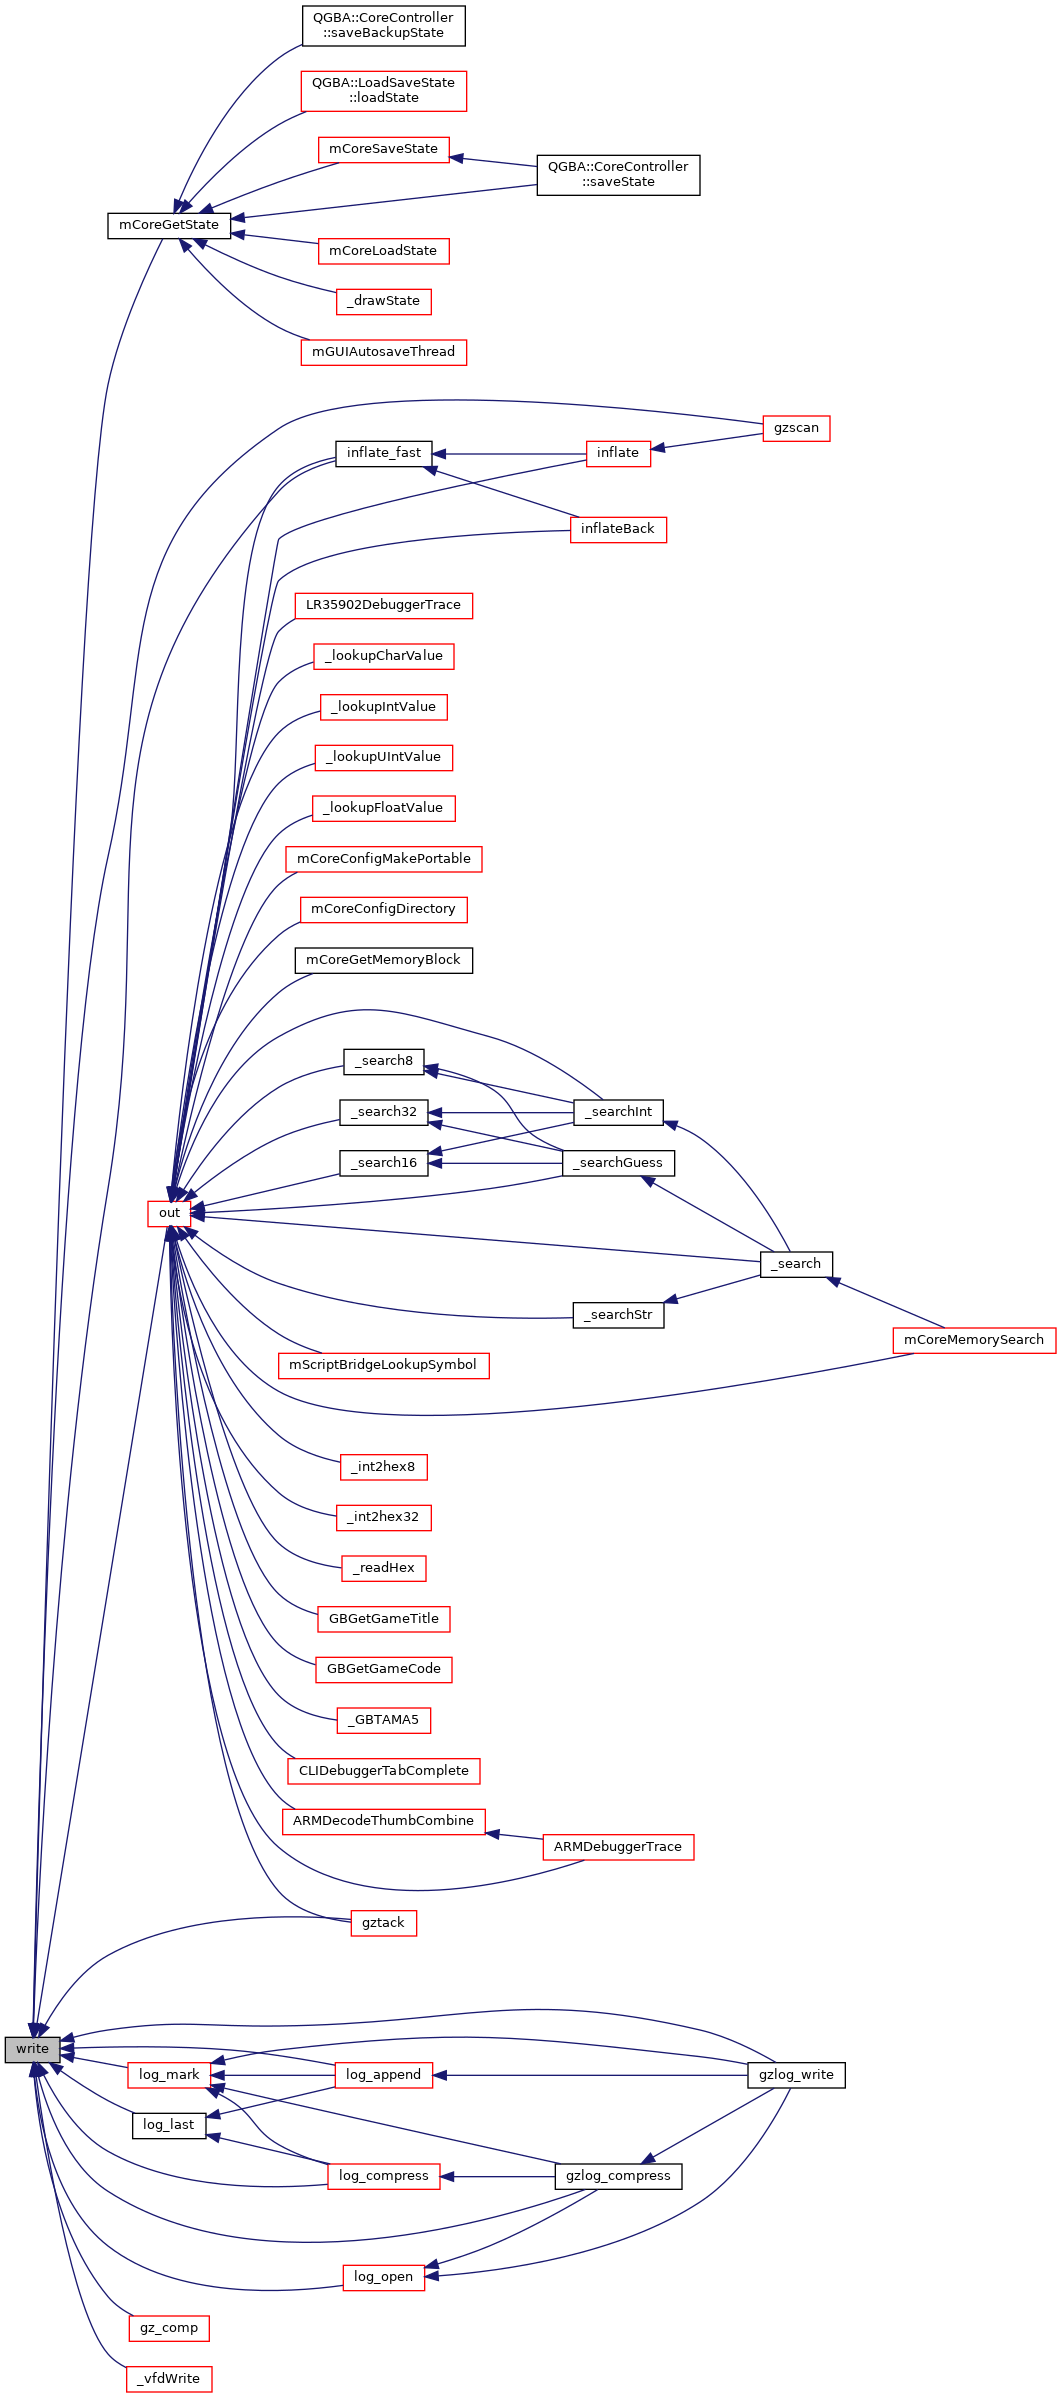 QGBA::CoreController
::saveBackupState
QGBA::LoadSaveState
::loadState
mCoreSaveState
QGBA::CoreController
::saveState
mCoreGetState
mCoreLoadState
_drawState
mGUIAutosaveThread
gzscan
inflate_fast
inflate
inflateBack
LR35902DebuggerTrace
_lookupCharValue
_lookupIntValue
_lookupUIntValue
_lookupFloatValue
mCoreConfigMakePortable
mCoreConfigDirectory
mCoreGetMemoryBlock
_search8
_search32
_searchInt
_search16
_searchGuess
out
_search
_searchStr
mCoreMemorySearch
mScriptBridgeLookupSymbol
_int2hex8
_int2hex32
_readHex
GBGetGameTitle
GBGetGameCode
_GBTAMA5
CLIDebuggerTabComplete
ARMDecodeThumbCombine
ARMDebuggerTrace
gztack
write
log_mark
log_append
gzlog_write
log_last
log_compress
gzlog_compress
log_open
gz_comp
_vfdWrite